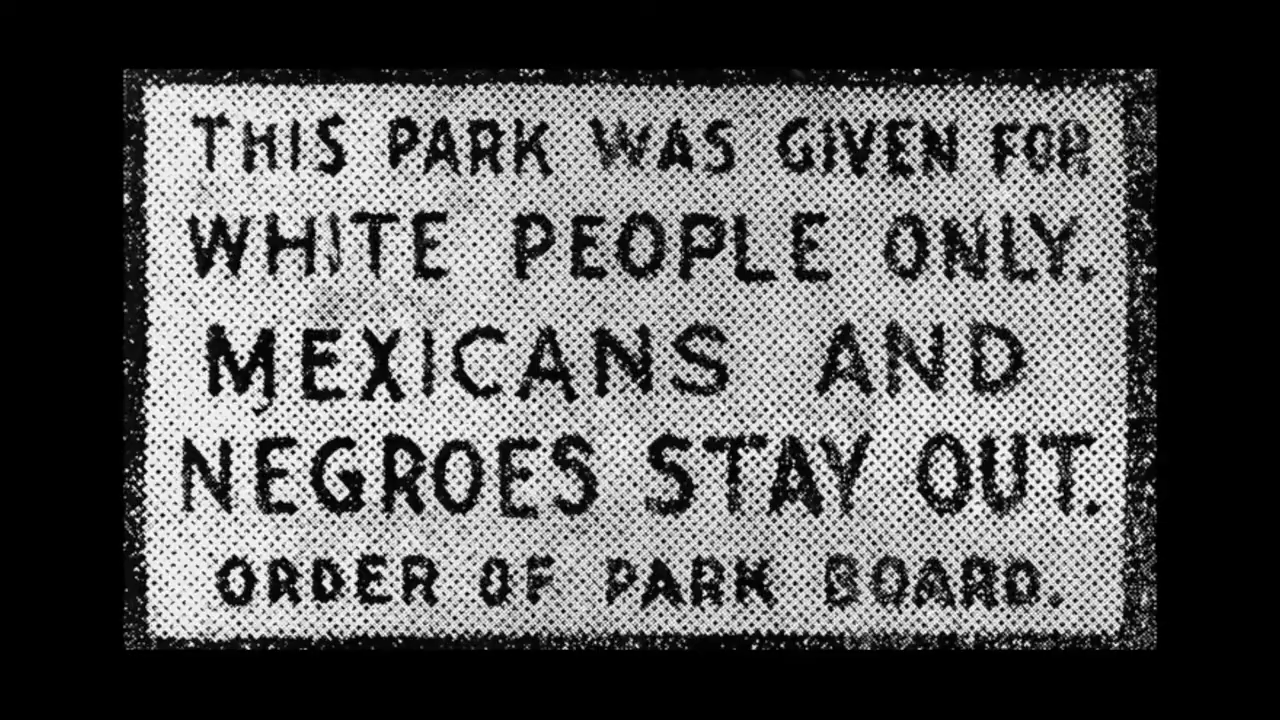 THIS PARK WAS GIVEN FOR
WHITE PEOPLE ONLY.
MEXICANS AND
NEGROES STAY OUT.
ORDER OF PARK BOARD.